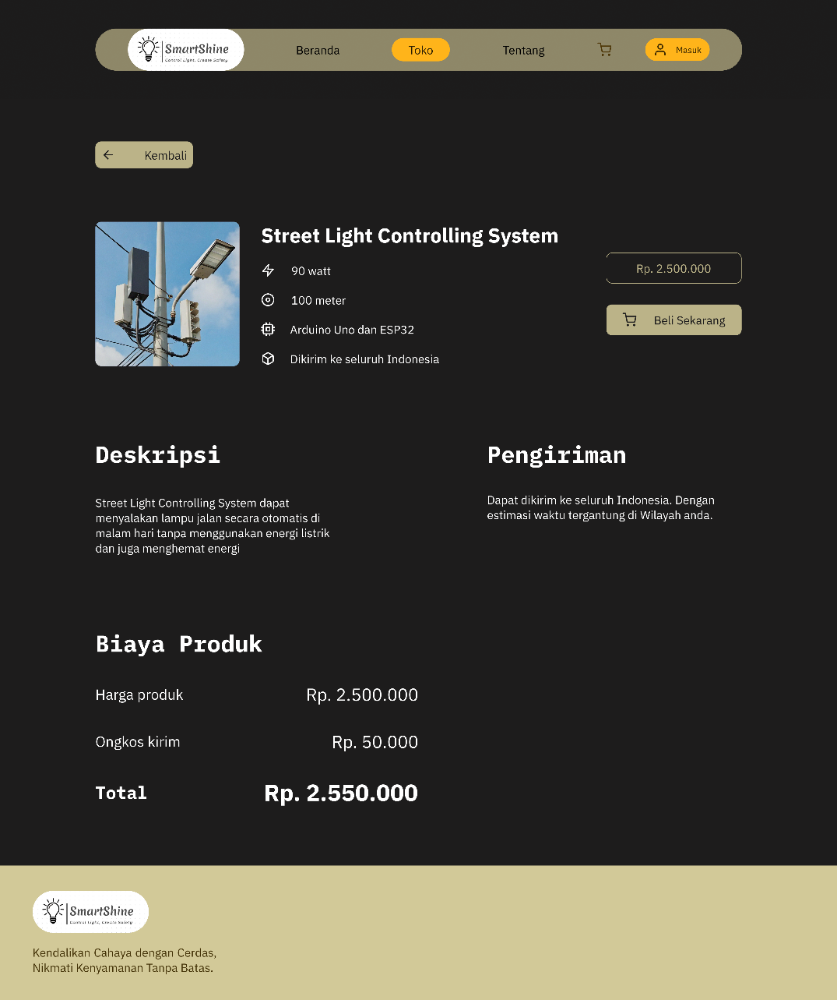 SmartShine
Control Light, Create Safety
Beranda
Toko
Tentang
Masuk
Kembali
Street Light Controlling System
90 watt
100 meter
Arduino Uno dan ESP32
Dikirim ke seluruh Indonesia
Rp. 2.500.000
Beli Sekarang
Deskripsi
Street Light Controlling System dapat
menyalakan lampu jalan secara otomatis di
malam hari tanpa menggunakan energi listrik
dan juga menghemat energi
Pengiriman
Dapat dikirim ke seluruh Indonesia. Dengan
estimasi waktu tergantung di Wilayah anda.
Biaya Produk
Harga produk Rp. 2.500.000
Ongkos kirim Rp. 50.000
Total Rp. 2.550.000
SmartShine
Control Light, Create Safety
Kendalikan Cahaya dengan Cerdas,
Nikmati Kenyamanan Tanpa Batas.